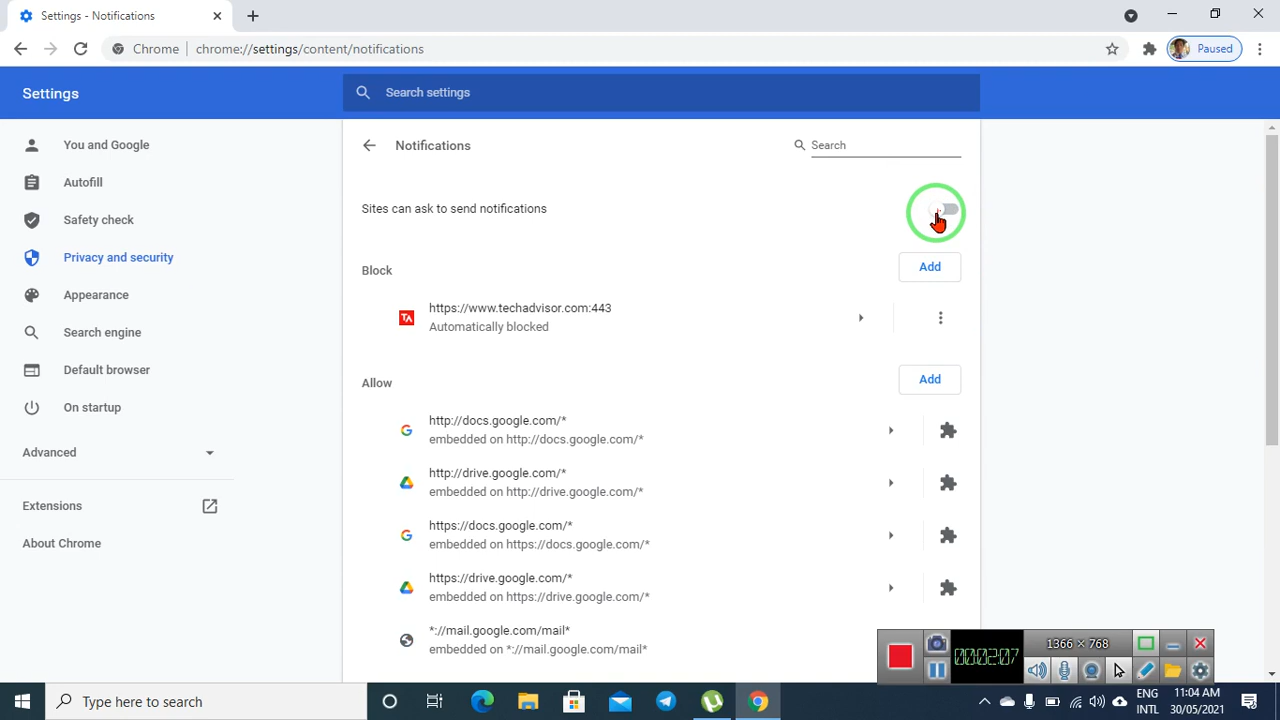 Settings - Notifications
Chrome
chrome://settings/content/notifications
Paused
Settings
Search settings
You and Google
Autofill
Safety check
Privacy and security
Appearance
Search engine
Default browser
On startup
Advanced
Extensions
About Chrome
Notifications
Search
Sites can ask to send notifications
Block
Add
https://www.techadvisor.com:443
Automatically blocked
Allow
Add
http://docs.google.com/*
embedded on http://docs.google.com/*
http://drive.google.com/*
embedded on http://drive.google.com/*
https://docs.google.com/*
embedded on https://docs.google.com/*
https://drive.google.com/*
embedded on https://drive.google.com/*
*://mail.google.com/mail*
embedded on *://mail.google.com/mail*
1366 × 768
00:02:07
Type here to search
TA
ENG
INTL
11:04 AM
30/05/2021